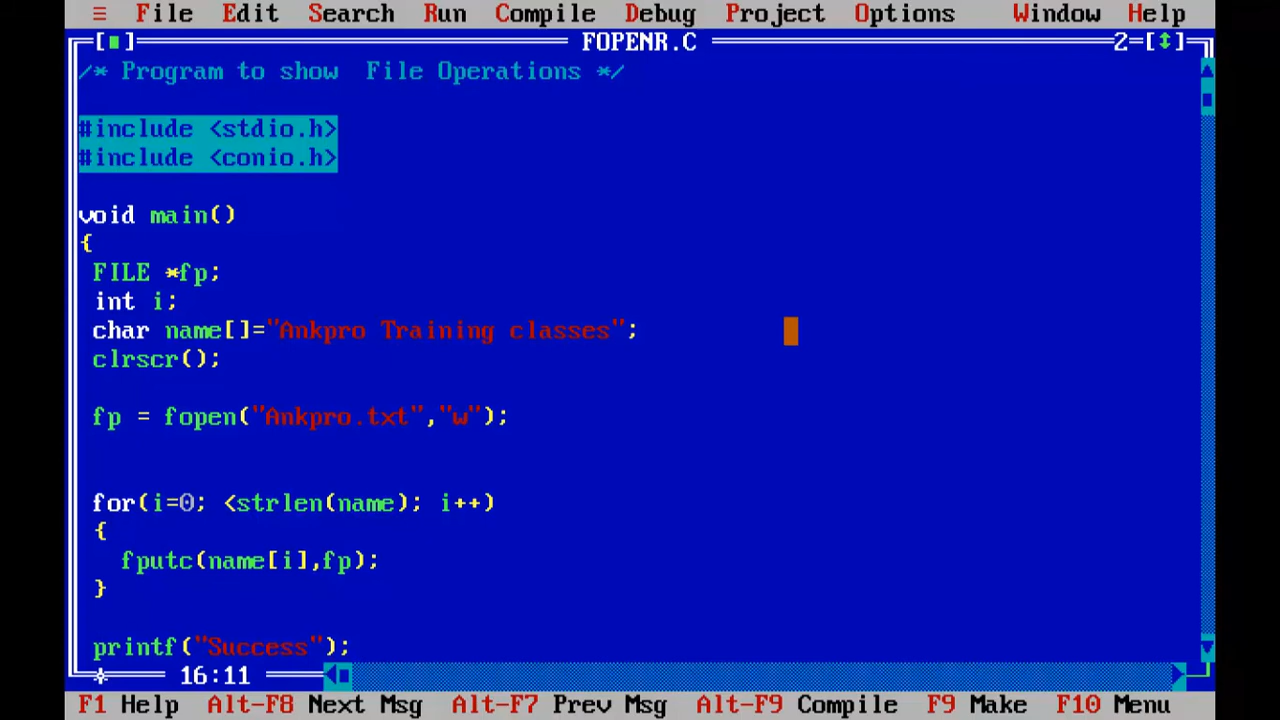 ≡ File Edit Search Run Compile Debug Project Options Window Help
[■] FOPENR.C 2=[↕]
/* Program to show  File Operations */
#include <stdio.h>
#include <conio.h>
void main()
{
FILE *fp;
int i;
char name[]="Ankpro Training classes";
clrscr();
fp = fopen("Ankpro.txt","w");
for(i=0; <strlen(name); i++)
{
fputc(name[i],fp);
}
printf("Success");
16:11
F1 Help Alt-F8 Next Msg Alt-F7 Prev Msg Alt-F9 Compile F9 Make F10 Menu